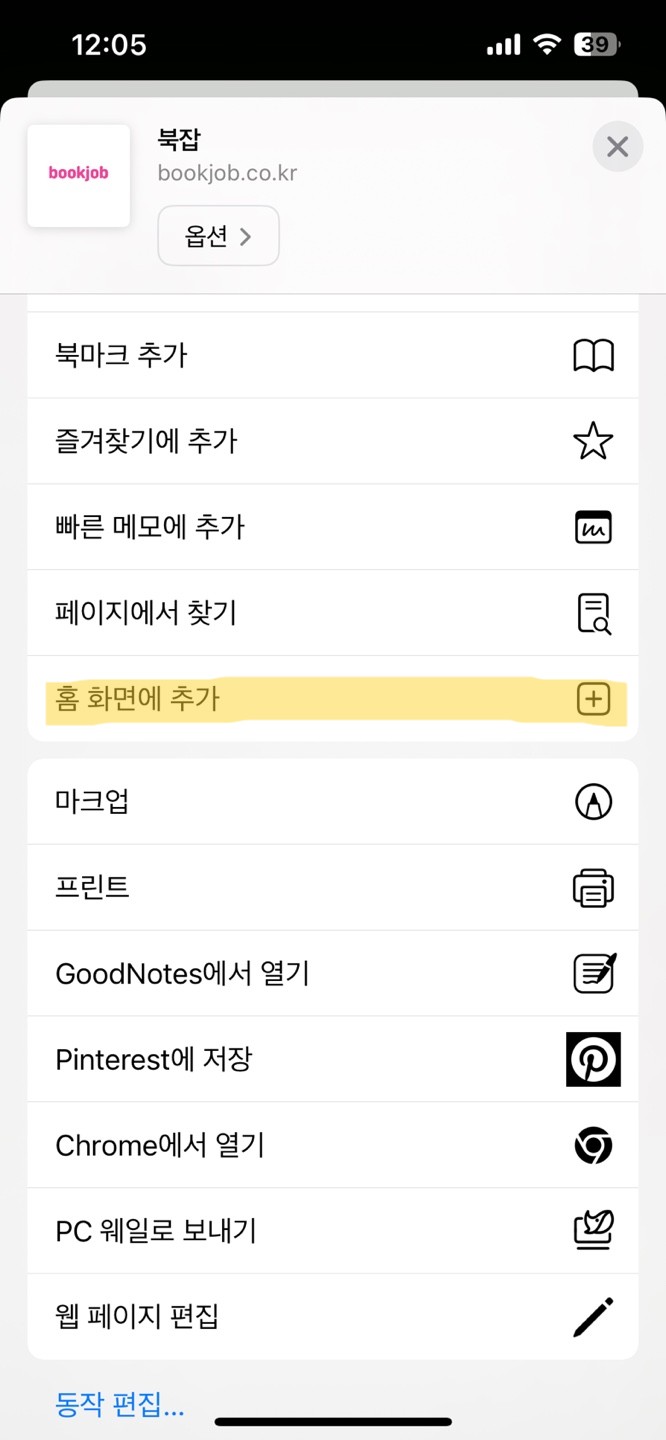 12:05
39
bookjob
북잡
bookjob.co.kr
옵션
북마크 추가
즐겨찾기에 추가
빠른 메모에 추가
페이지에서 찾기
홈 화면에 추가
마크업
프린트
GoodNotes에서 열기
Pinterest에 저장
Chrome에서 열기
PC 웨일로 보내기
웹 페이지 편집
동작 편집...